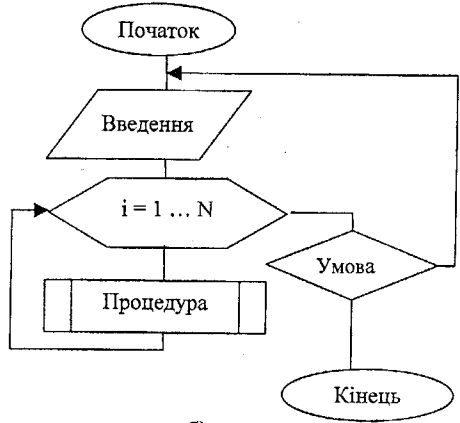 Початок
Введення
i = 1 ... N
Умова
Процедура
Кінець